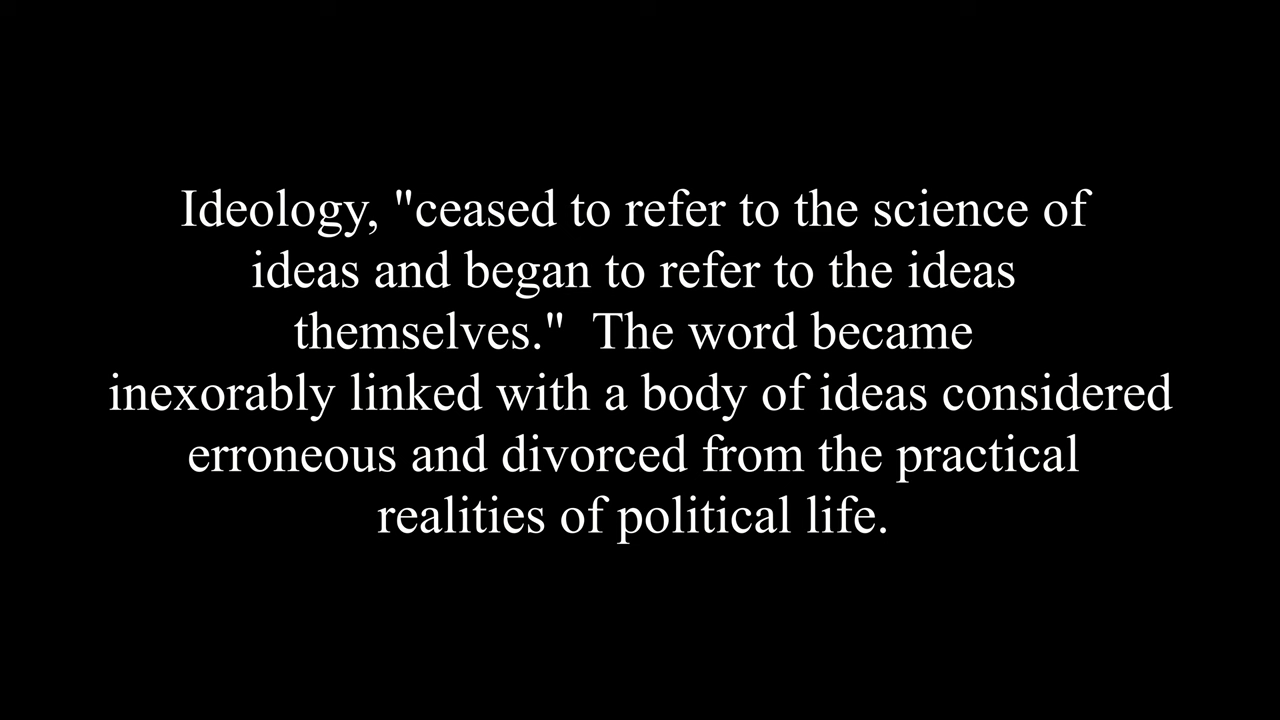 Ideology, "ceased to refer to the science of
ideas and began to refer to the ideas
themselves."  The word became
inexorably linked with a body of ideas considered
erroneous and divorced from the practical
realities of political life.